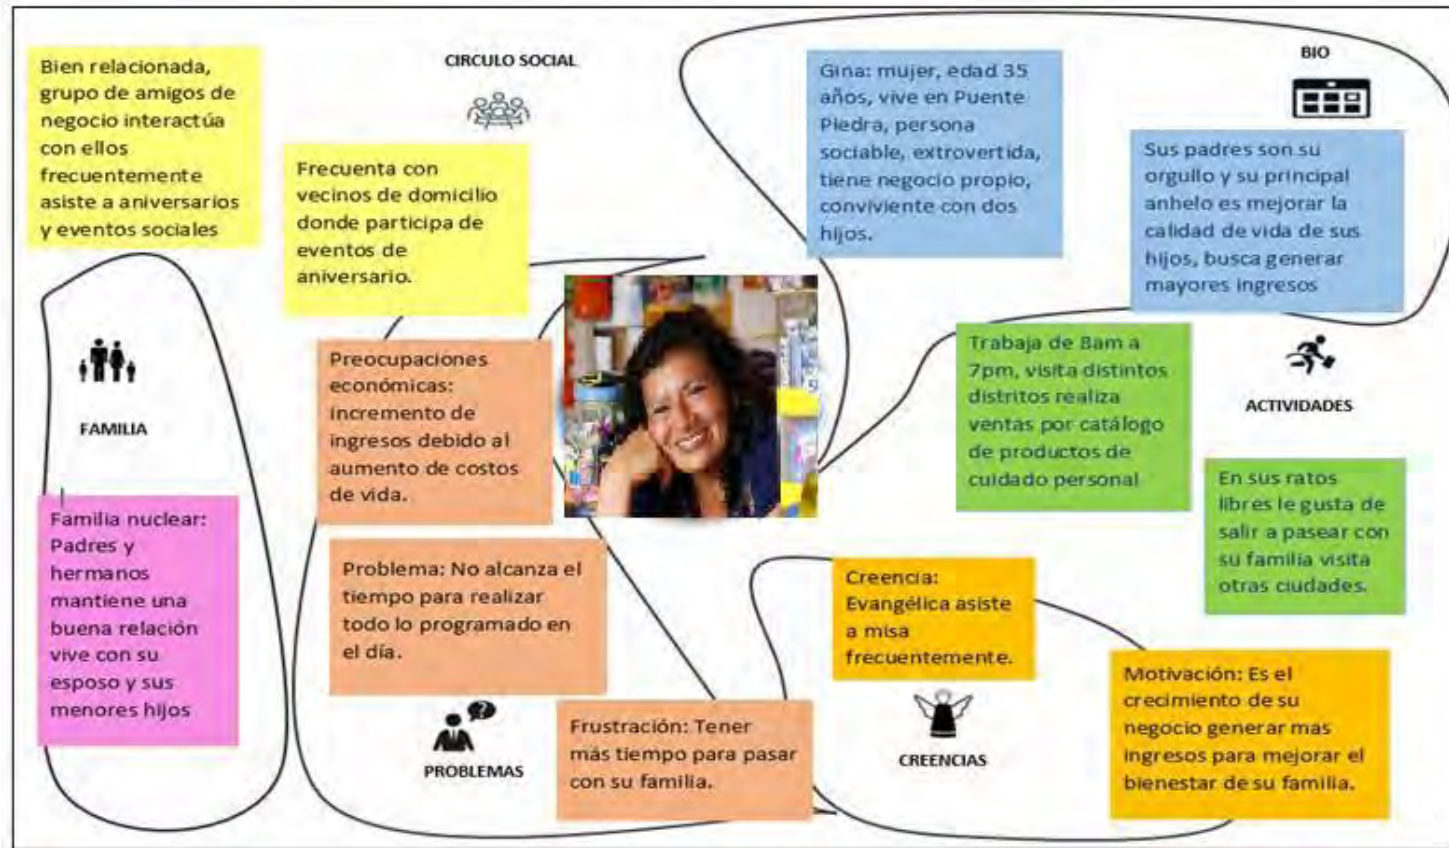 Bien relacionada,
grupo de amigos de
negocio interactúa
con ellos
frecuentemente
asiste a aniversarios
y eventos sociales
CIRCULO SOCIAL
Frecuenta con
vecinos de domicilio
donde participa de
eventos de
aniversario.
Gina: mujer, edad 35
años, vive en Puente
Piedra, persona
sociable, extrovertida,
tiene negocio propio,
conviviente con dos
hijos.
BIO
Sus padres son su
orgullo y su principal
anhelo es mejorar la
calidad de vida de sus
hijos, busca generar
mayores ingresos
FAMILIA
Familia nuclear:
Padres y
hermanos
mantiene una
buena relación
vive con su
esposo y sus
menores hijos
Preocupaciones
económicas:
incremento de
ingresos debido al
aumento de costos
de vida.
Problema: No alcanza el
tiempo para realizar
todo lo programado en
el día.
PROBLEMAS
Frustración: Tener
más tiempo para pasar
con su familia.
Trabaja de 8am a
7pm, visita distintos
distritos realiza
ventas por catálogo
de productos de
cuidado personal
ACTIVIDADES
En sus ratos
libres le gusta de
salir a pasear con
su familia visita
otras ciudades.
Creencia:
Evangélica asiste
a misa
frecuentemente.
CREENCIAS
Motivación: Es el
crecimiento de su
negocio generar mas
ingresos para mejorar el
bienestar de su familia.